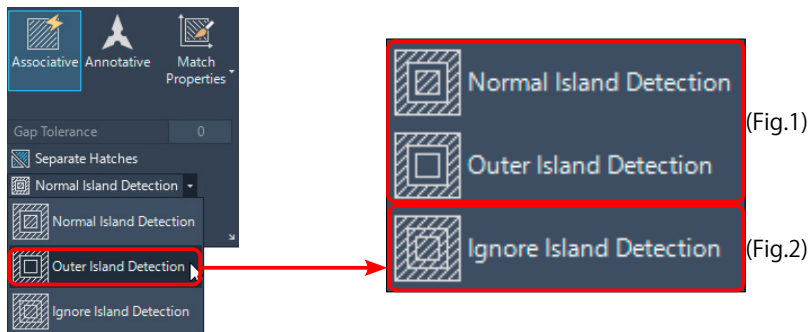 Associative Annotative Match Properties
Gap Tolerance 0
Separate Hatches
Normal Island Detection
Normal Island Detection
Outer Island Detection
Ignore Island Detection
Normal Island Detection
Outer Island Detection
(Fig.1)
Ignore Island Detection
(Fig.2)